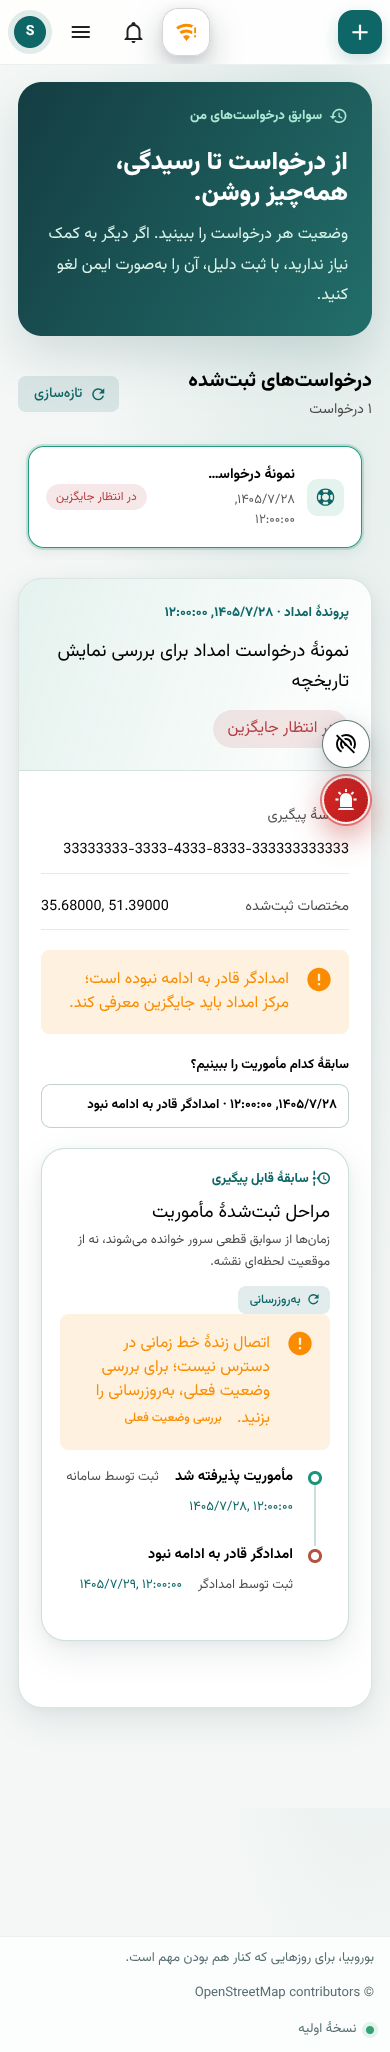 S
سوابق درخواست‌های من
از درخواست تا رسیدگی،
همه‌چیز روشن.
وضعیت هر درخواست را ببینید. اگر دیگر به کمک
نیاز ندارید، با ثبت دلیل، آن را به‌صورت ایمن لغو
کنید.
درخواست‌های ثبت‌شده
۱ درخواست
تازه‌سازی
نمونهٔ درخواس...
۱۴۰۵/۷/۲۸,
۱۲:۰۰:۰۰
در انتظار جایگزین
پروندهٔ امداد · ۱۴۰۵/۷/۲۸, ۱۲:۰۰:۰۰
نمونهٔ درخواست امداد برای بررسی نمایش
تاریخچه
انتظار جایگزین
پیگیری
33333333-3333-4333-8333-333333333333
مختصات ثبت‌شده
35.68000, 51.39000
امدادگر قادر به ادامه نبوده است؛
مرکز امداد باید جایگزین معرفی کند.
سابقهٔ کدام مأموریت را ببینیم؟
۱۴۰۵/۷/۲۸, ۱۲:۰۰:۰۰ · امدادگر قادر به ادامه نبود
سابقهٔ قابل پیگیری
مراحل ثبت‌شدهٔ مأموریت
زمان‌ها از سوابق قطعی سرور خوانده می‌شوند، نه از
موقعیت لحظه‌ای نقشه.
به‌روزرسانی
اتصال زندهٔ خط زمانی در
دسترس نیست؛ برای بررسی
وضعیت فعلی، به‌روزرسانی را
بزنید. بررسی وضعیت فعلی
مأموریت پذیرفته شد ثبت توسط سامانه
۱۴۰۵/۷/۲۸, ۱۲:۰۰:۰۰
امدادگر قادر به ادامه نبود
ثبت توسط امدادگر ۱۴۰۵/۷/۲۹, ۱۲:۰۰:۰۰
بوروبیا، برای روزهایی که کنار هم بودن مهم است.
© OpenStreetMap contributors
نسخهٔ اولیه